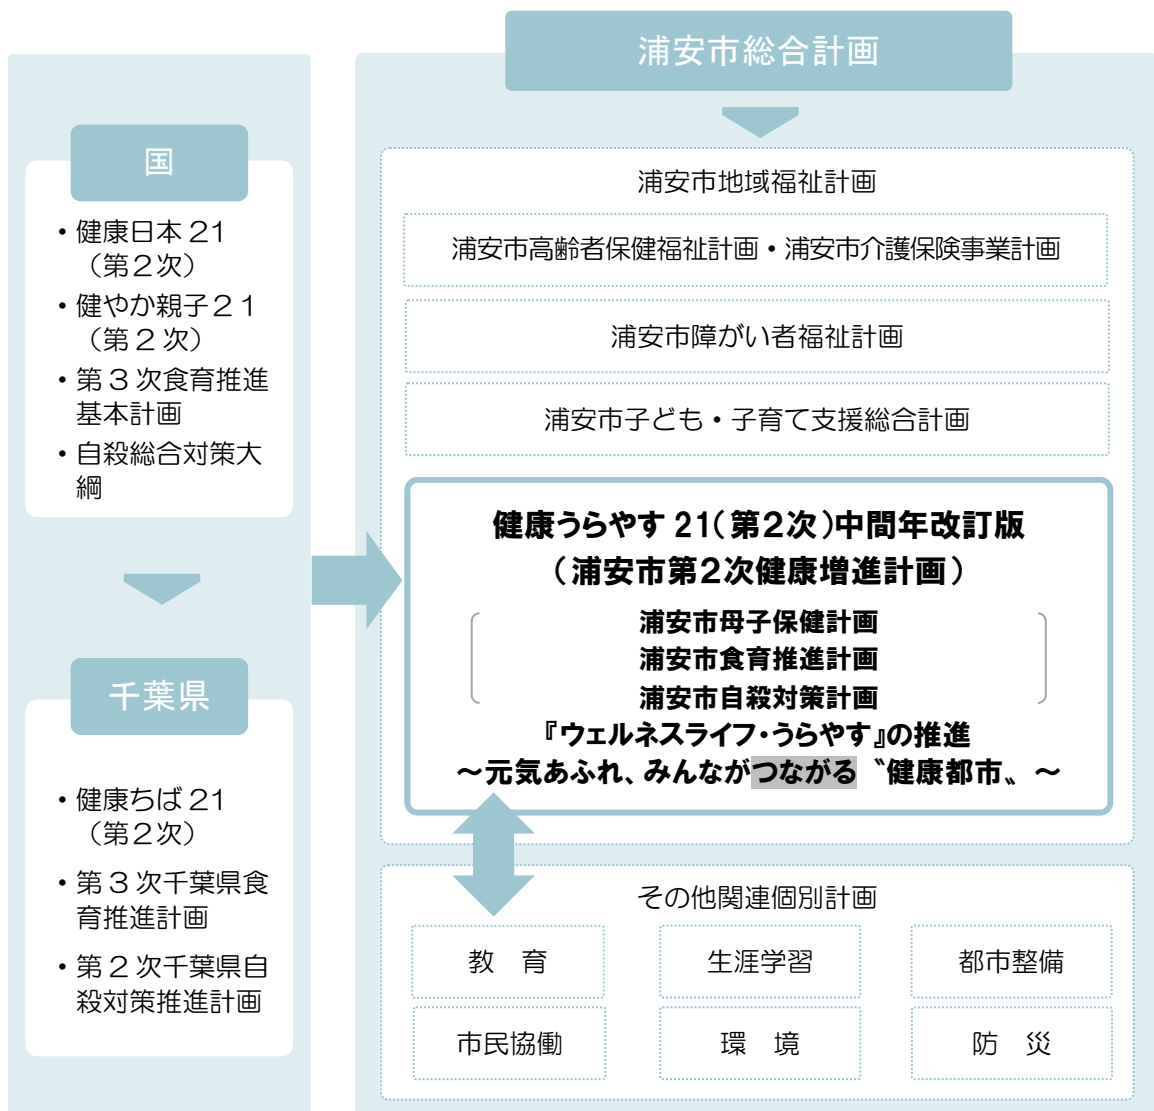 浦安市総合計画
国
・健康日本21
（第２次）
・健やか親子２１
（第２次）
・第３次食育推進
基本計画
・自殺総合対策大
綱
千葉県
・健康ちば21
（第２次）
・第３次千葉県食
育推進計画
・第２次千葉県自
殺対策推進計画
浦安市地域福祉計画
浦安市高齢者保健福祉計画・浦安市介護保険事業計画
浦安市障がい者福祉計画
浦安市子ども・子育て支援総合計画
健康うらやす21（第２次）中間年改訂版
（浦安市第２次健康増進計画）
浦安市母子保健計画
浦安市食育推進計画
浦安市自殺対策計画
『ウェルネスライフ・うらやす』の推進
～元気あふれ、みんながつながる〝健康都市〟～
その他関連個別計画
教　育
生涯学習
都市整備
市民協働
環　境
防　災